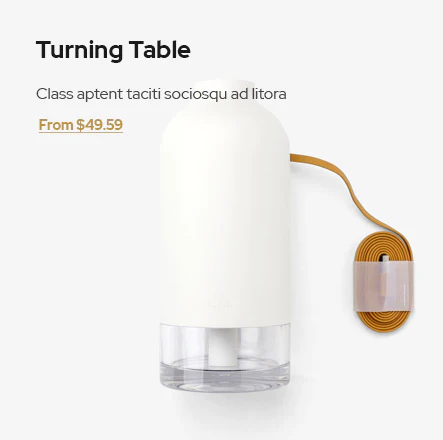 Turning Table
Class aptent taciti sociosqu ad litora
From $49.59